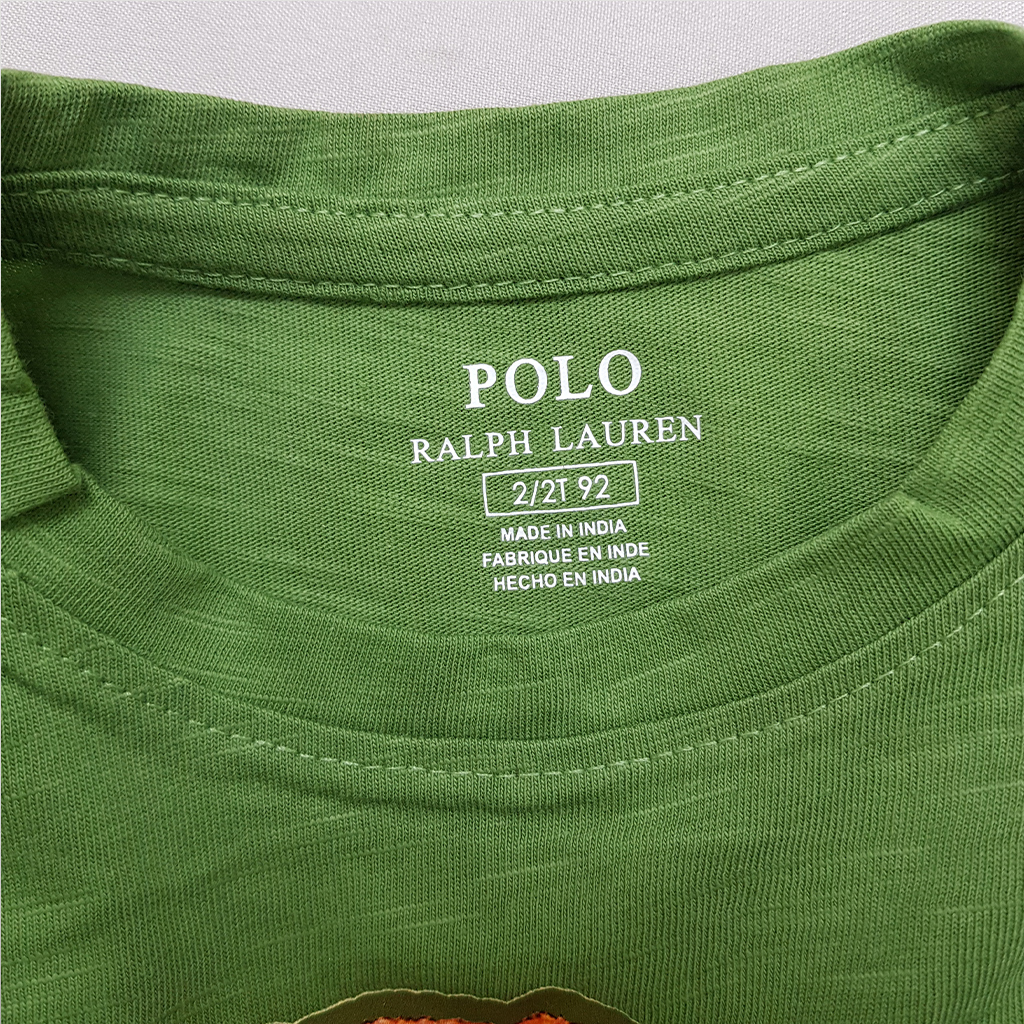 POLO
RALPH LAUREN
2/2T 92
MADE IN INDIA
FABRIQUE EN INDE
HECHO EN INDIA